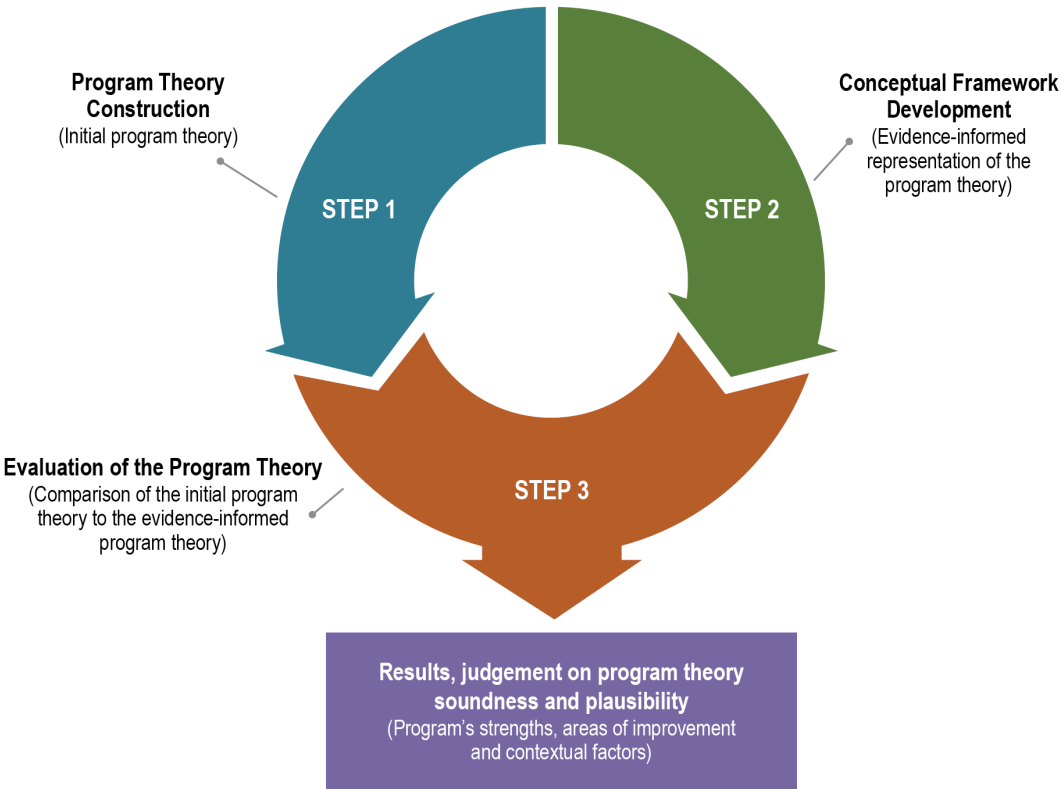 Program Theory
Construction
(Initial program theory)
STEP 1
Conceptual Framework
Development
(Evidence-informed
representation of the
program theory)
STEP 2
Evaluation of the Program Theory
(Comparison of the initial program
theory to the evidence-informed
program theory)
STEP 3
Results, judgement on program theory
soundness and plausibility
(Program’s strengths, areas of improvement
and contextual factors)